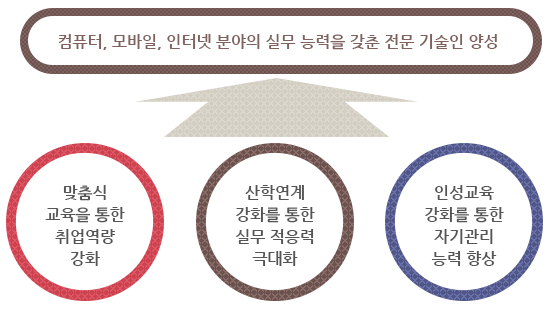 컴퓨터, 모바일, 인터넷 분야의 실무 능력을 갖춘 전문 기술인 양성
맞춤식
교육을 통한
취업역량
강화
산학연계
강화를 통한
실무 적응력
극대화
인성교육
강화를 통한
자기관리
능력 향상